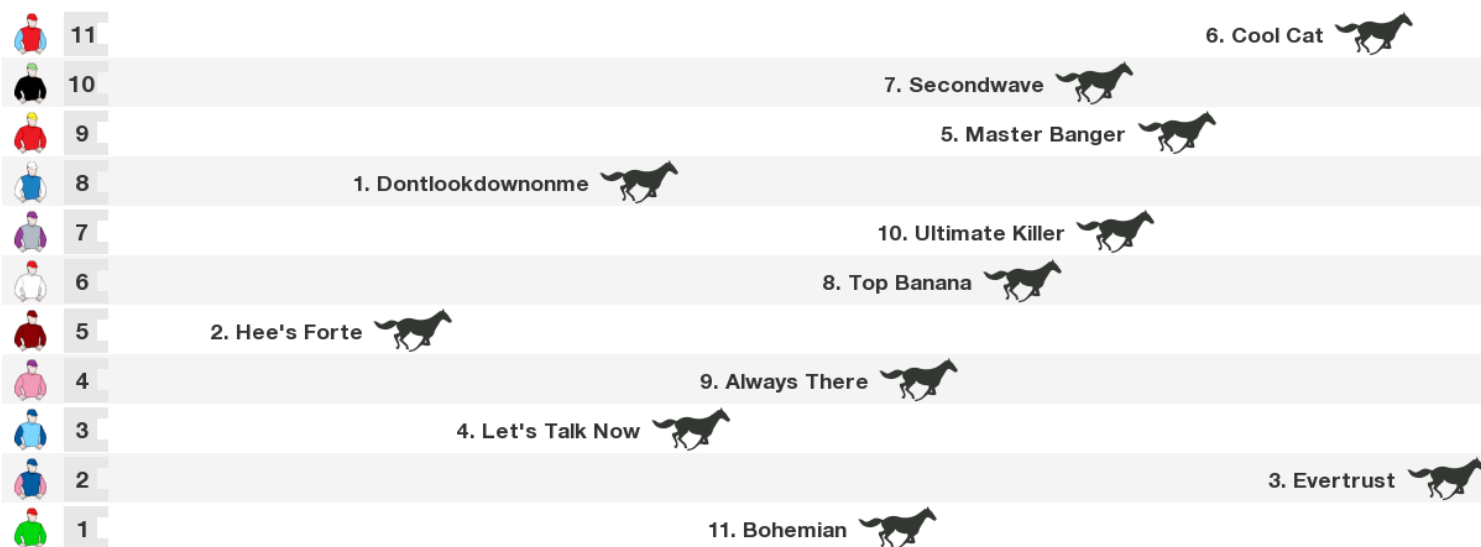 11 6. Cool Cat
10 7. Secondwave
9 5. Master Banger
8 1. Dontlookdownonme
7 10. Ultimate Killer
6 8. Top Banana
5 2. Hee's Forte
4 9. Always There
3 4. Let's Talk Now
2 3. Evertrust
1 11. Bohemian